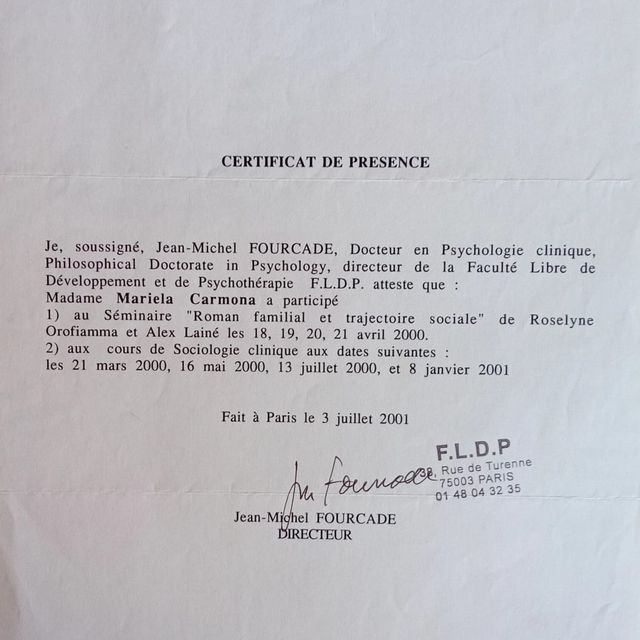 CERTIFICAT DE PRESENCE
Je, soussigné, Jean-Michel FOURCADE, Docteur en Psychologie clinique,
Philosophical Doctorate in Psychology, directeur de la Faculté Libre de
Développement et de Psychothérapie F.L.D.P. atteste que :
Madame Mariela Carmona a participé
1) au Séminaire "Roman familial et trajectoire sociale" de Roselyne
Orofiamma et Alex Lainé les 18, 19, 20, 21 avril 2000.
2) aux cours de Sociologie clinique aux dates suivantes :
les 21 mars 2000, 16 mai 2000, 13 juillet 2000, et 8 janvier 2001
Fait à Paris le 3 juillet 2001
F.L.D.P
38, Rue de Turenne
75003 PARIS
01 48 04 32 35
Jm Fourcade
Jean-Michel FOURCADE
DIRECTEUR